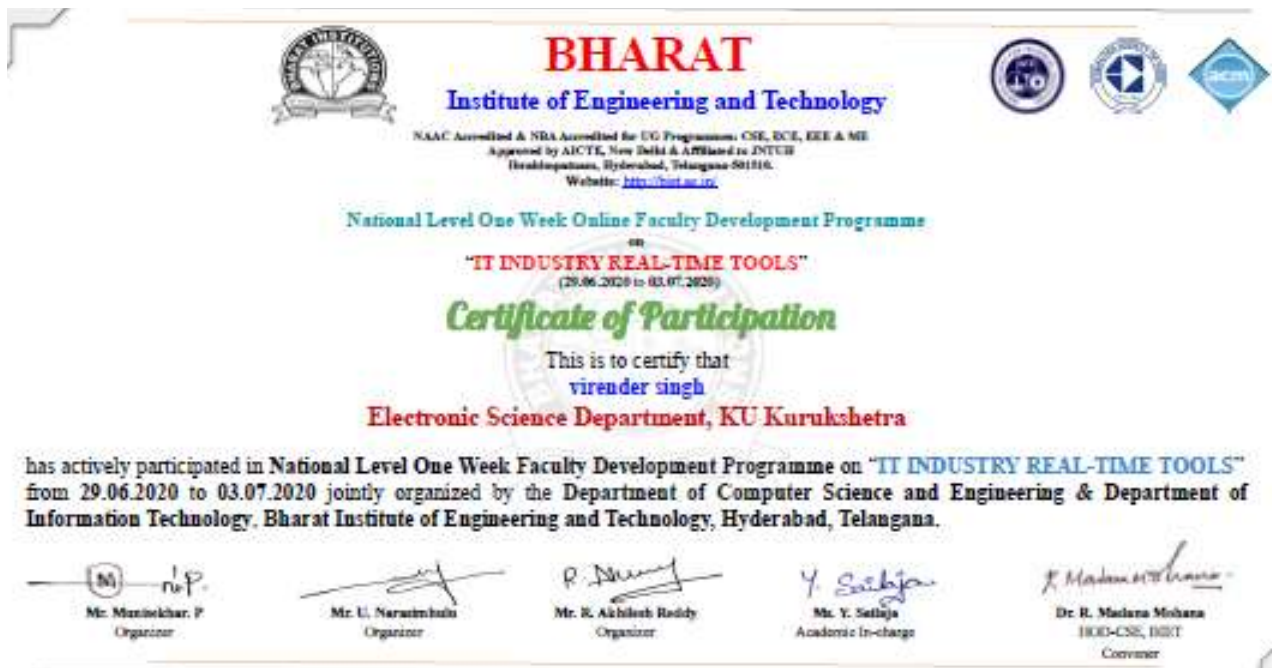 BHARAT
Institute of Engineering and Technology
NAAC Accredited & NBA Accredited for UG Programmes: CSE, ECE, EEE & ME
Approved by AICTE, New Delhi & Affiliated to JNTUH
Ibrahimpatnam, Hyderabad, Telangana-501510.
Website: http://biet.ac.in/
acm
National Level One Week Online Faculty Development Programme
on
“IT INDUSTRY REAL-TIME TOOLS”
(29.06.2020 to 03.07.2020)
Certificate of Participation
This is to certify that
virender singh
Electronic Science Department, KU Kurukshetra
has actively participated in National Level One Week Faculty Development Programme on “IT INDUSTRY REAL-TIME TOOLS”
from 29.06.2020 to 03.07.2020 jointly organized by the Department of Computer Science and Engineering & Department of
Information Technology, Bharat Institute of Engineering and Technology, Hyderabad, Telangana.
Y. Sailaja
Mr. Munisekhar. P
Organizer
Mr. U. Narasimhulu
Organizer
Mr. R. Akhilesh Reddy
Organizer
Ms. Y. Sailaja
Academic In-charge
Dr. R. Madana Mohana
HOD-CSE, BIET
Convener